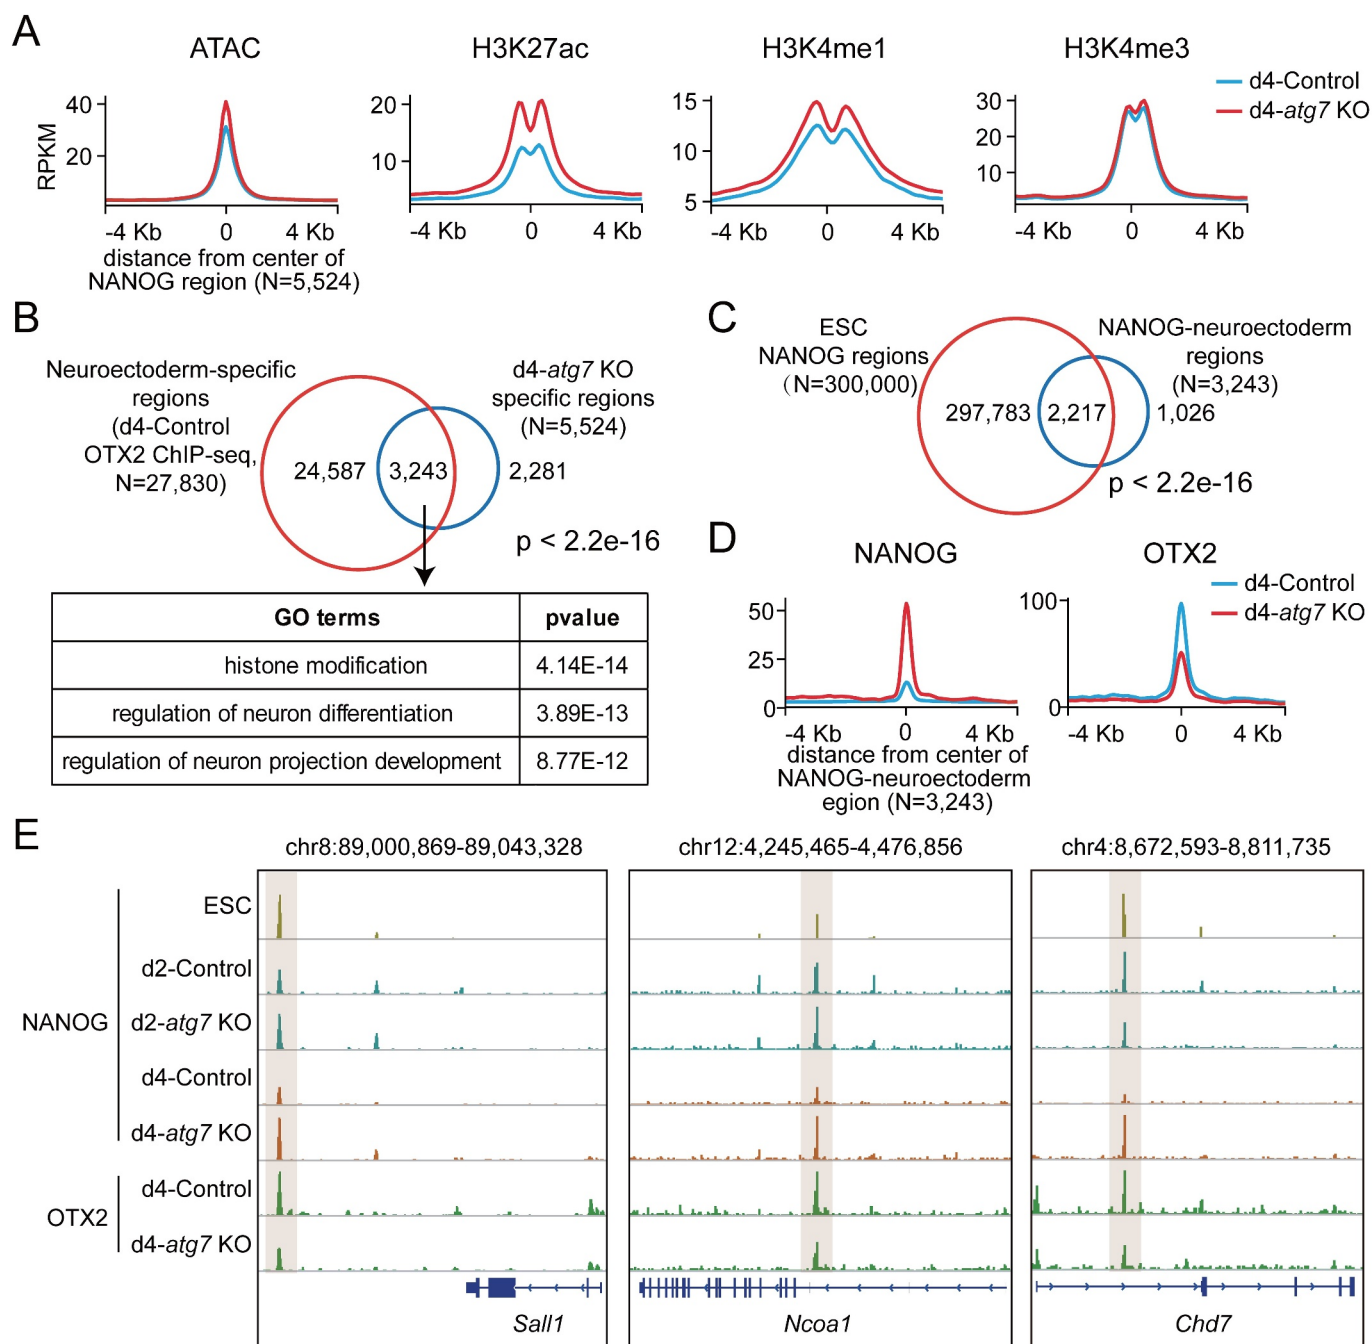 A
ATAC
H3K27ac
H3K4me1
H3K4me3
d4-Control
d4-atg7 KO
RPKM
40
20
20
10
15
10
5
30
20
10
-4 Kb 0 4 Kb
-4 Kb 0 4 Kb
-4 Kb 0 4 Kb
-4 Kb 0 4 Kb
distance from center of
NANOG region (N=5,524)
B
Neuroectoderm-specific
regions
(d4-Control
OTX2 ChIP-seq,
N=27,830)
d4-atg7 KO
specific regions
(N=5,524)
24,587
3,243
2,281
p < 2.2e-16
GO terms pvalue
histone modification 4.14E-14
regulation of neuron differentiation 3.89E-13
regulation of neuron projection development 8.77E-12
C
ESC
NANOG regions
(N=300,000)
NANOG-neuroectoderm
regions
(N=3,243)
297,783
2,217
1,026
p < 2.2e-16
D
NANOG
OTX2
d4-Control
d4-atg7 KO
50
25
0
100
0
-4 Kb 0 4 Kb
-4 Kb 0 4 Kb
distance from center of
NANOG-neuroectoderm
egion (N=3,243)
E
chr8:89,000,869-89,043,328
chr12:4,245,465-4,476,856
chr4:8,672,593-8,811,735
NANOG
ESC
d2-Control
d2-atg7 KO
d4-Control
d4-atg7 KO
OTX2
d4-Control
d4-atg7 KO
Sall1
Ncoa1
Chd7